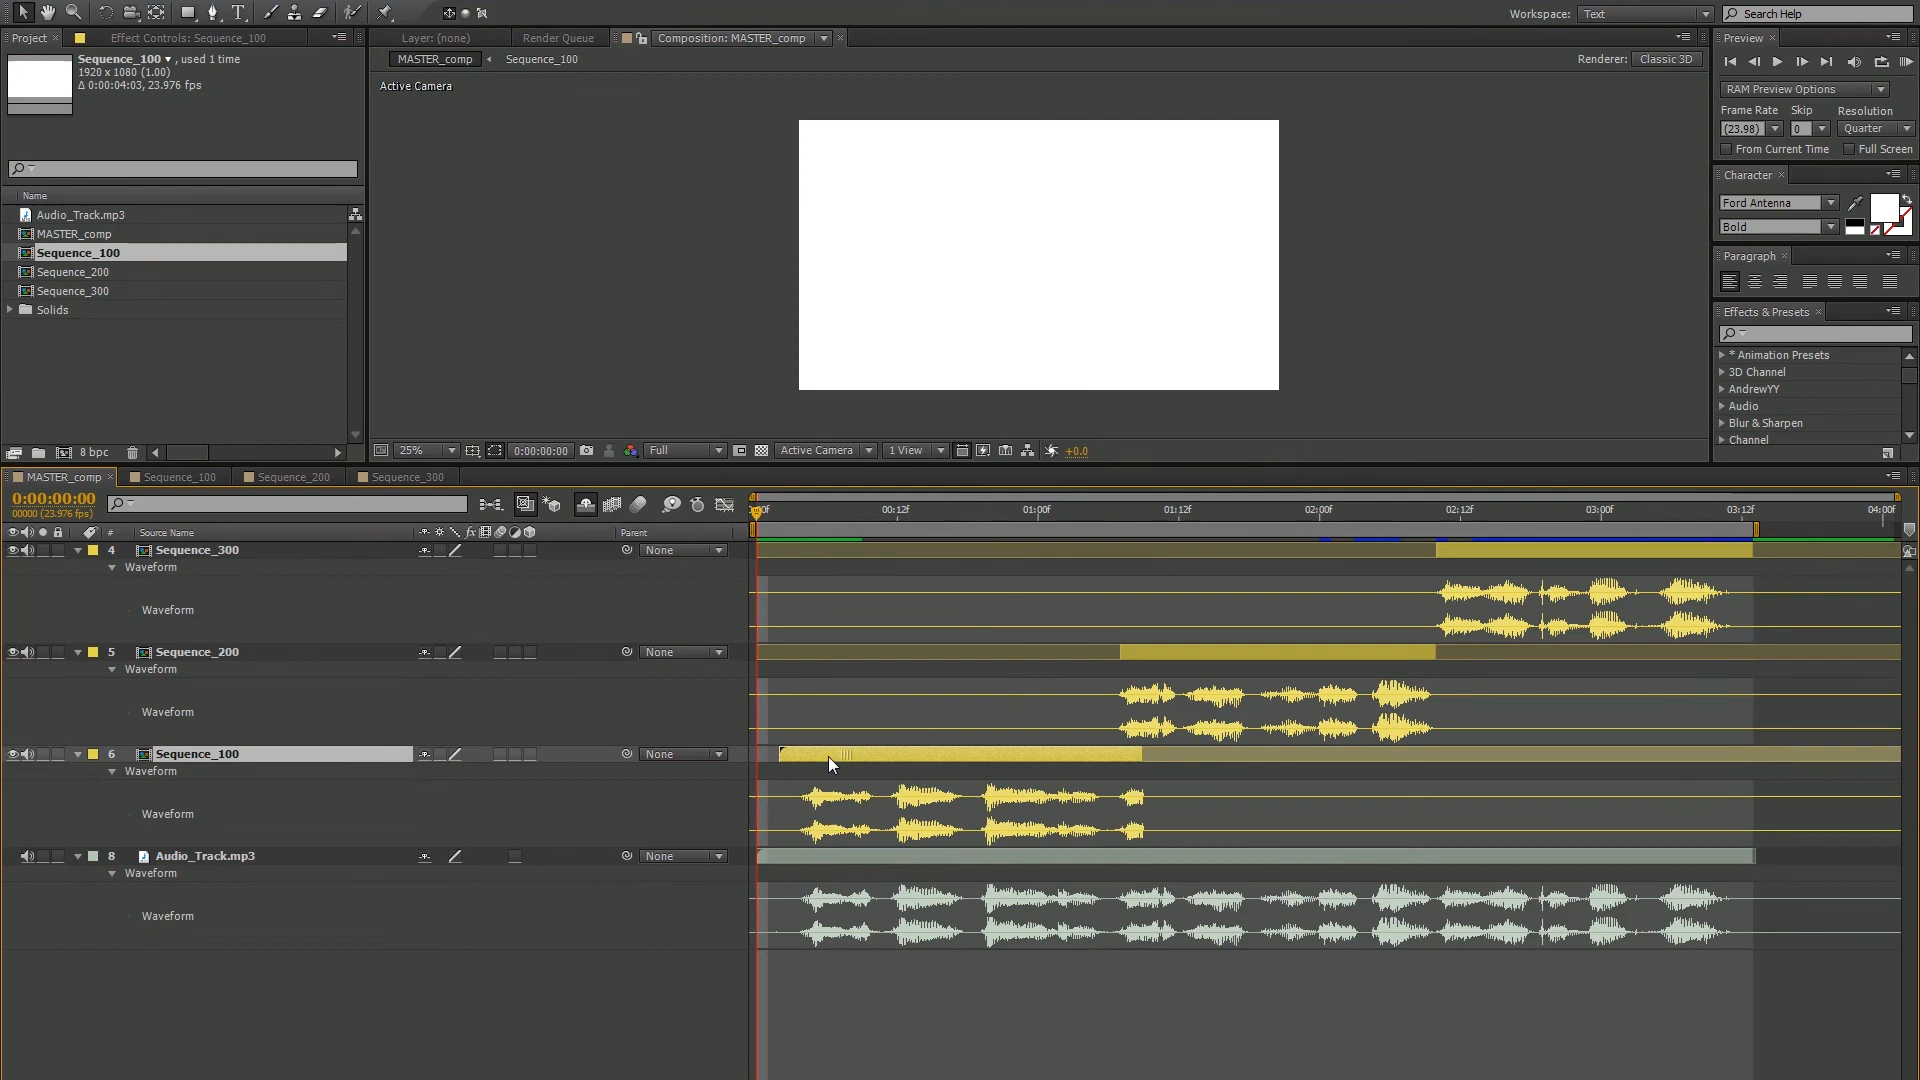 Workspace: Text
Search Help
Project × Effect Controls: Sequence_100
Layer: (none) Render Queue Composition: MASTER_comp ×
Preview ×
Sequence_100 , used 1 time
1920 x 1080 (1.00)
Δ 0:00:04:03, 23.976 fps
MASTER_comp Sequence_100
Renderer: Classic 3D
Active Camera
RAM Preview Options
Frame Rate Skip Resolution
(23.98) 0 Quarter
From Current Time Full Screen
Character ×
Ford Antenna
Bold
Paragraph ×
Effects & Presets ×
* Animation Presets
3D Channel
AndrewYY
Audio
Blur & Sharpen
Channel
Name
Audio_Track.mp3
MASTER_comp
Sequence_100
Sequence_200
Sequence_300
Solids
8 bpc
25% 0:00:00:00 Full Active Camera 1 View +0.0
MASTER_comp × Sequence_100 Sequence_200 Sequence_300
0:00:00:00
00000 (23.976 fps)
00:12f 01:00f 01:12f 02:00f 02:12f 03:00f 03:12f 04:00f
# Source Name fx Parent
4 Sequence_300 None
Waveform
Waveform
5 Sequence_200 None
Waveform
Waveform
6 Sequence_100 None
Waveform
Waveform
8 Audio_Track.mp3 None
Waveform
Waveform